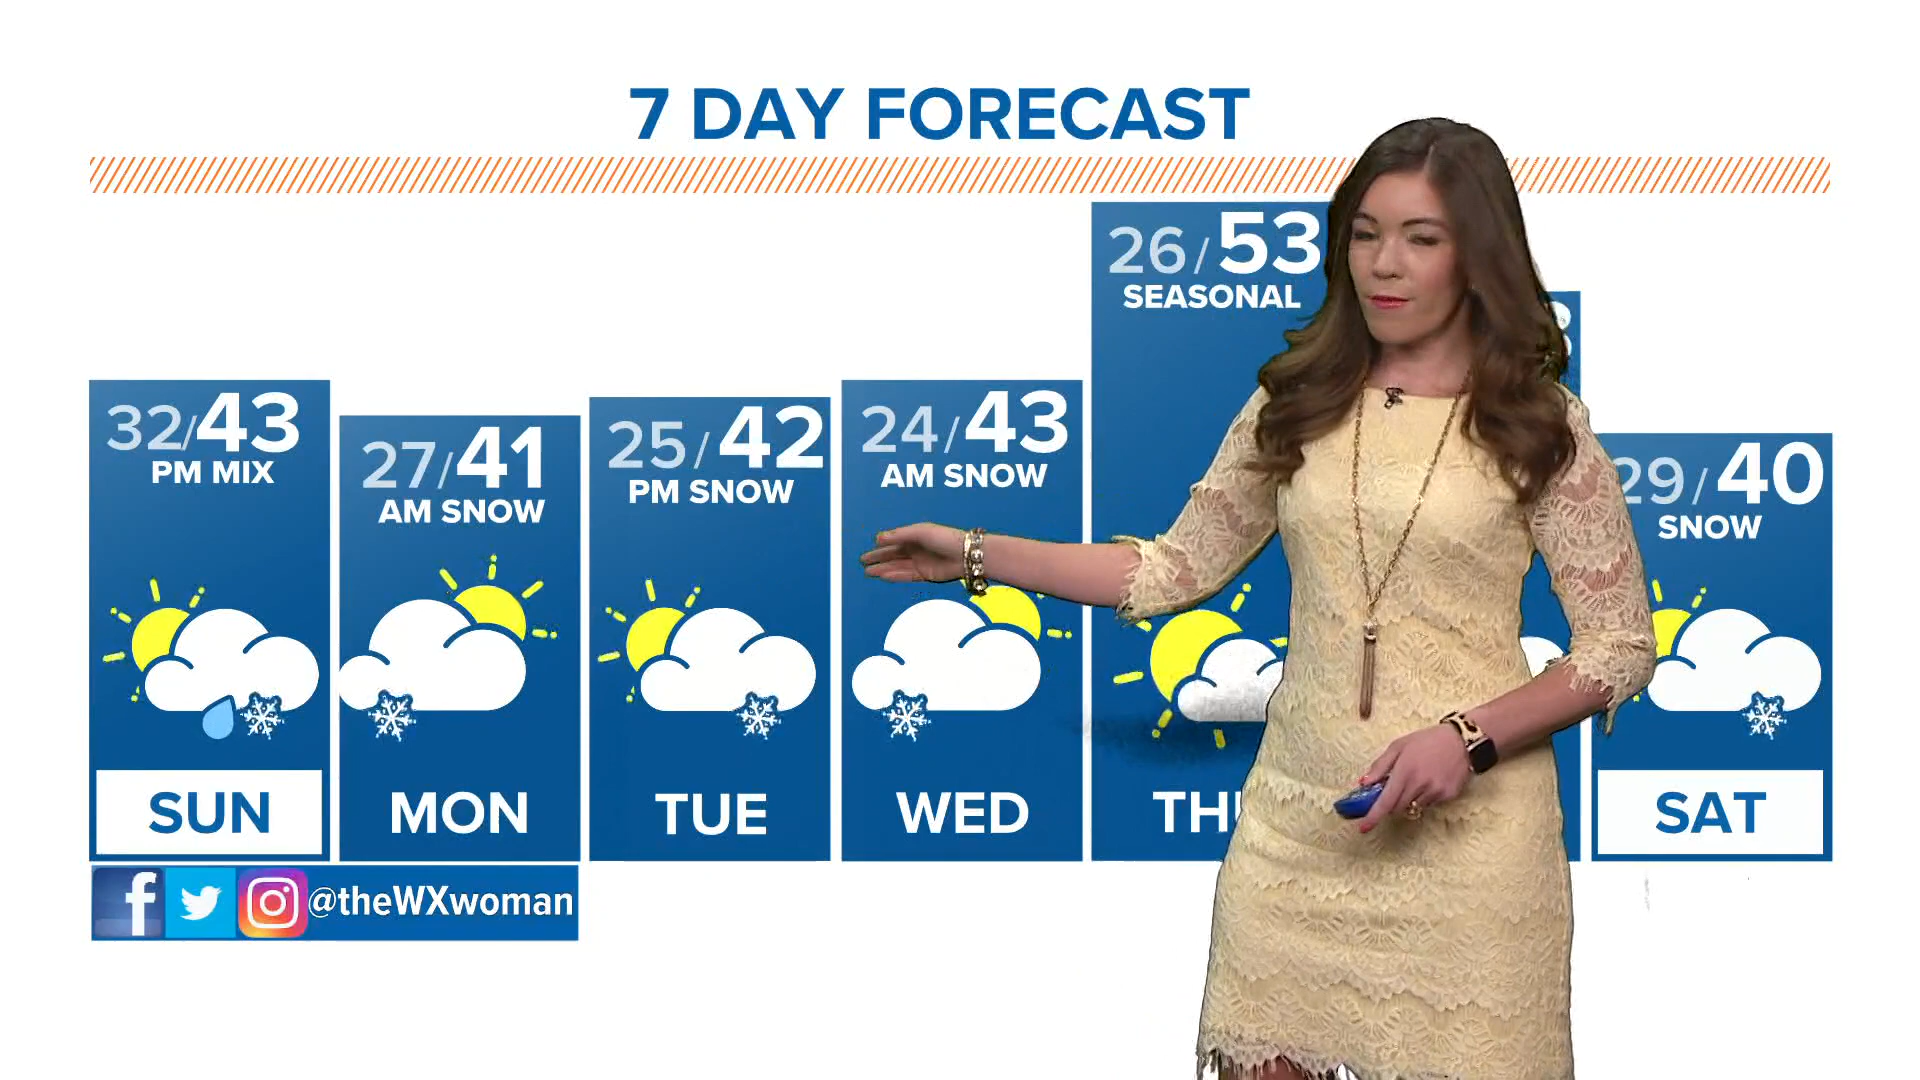 7 DAY FORECAST
32/43
PM MIX
27/41
AM SNOW
25/42
PM SNOW
24/43
AM SNOW
26/53
SEASONAL
29/40
SNOW
SUN
MON
TUE
WED
SAT
@theWXwoman